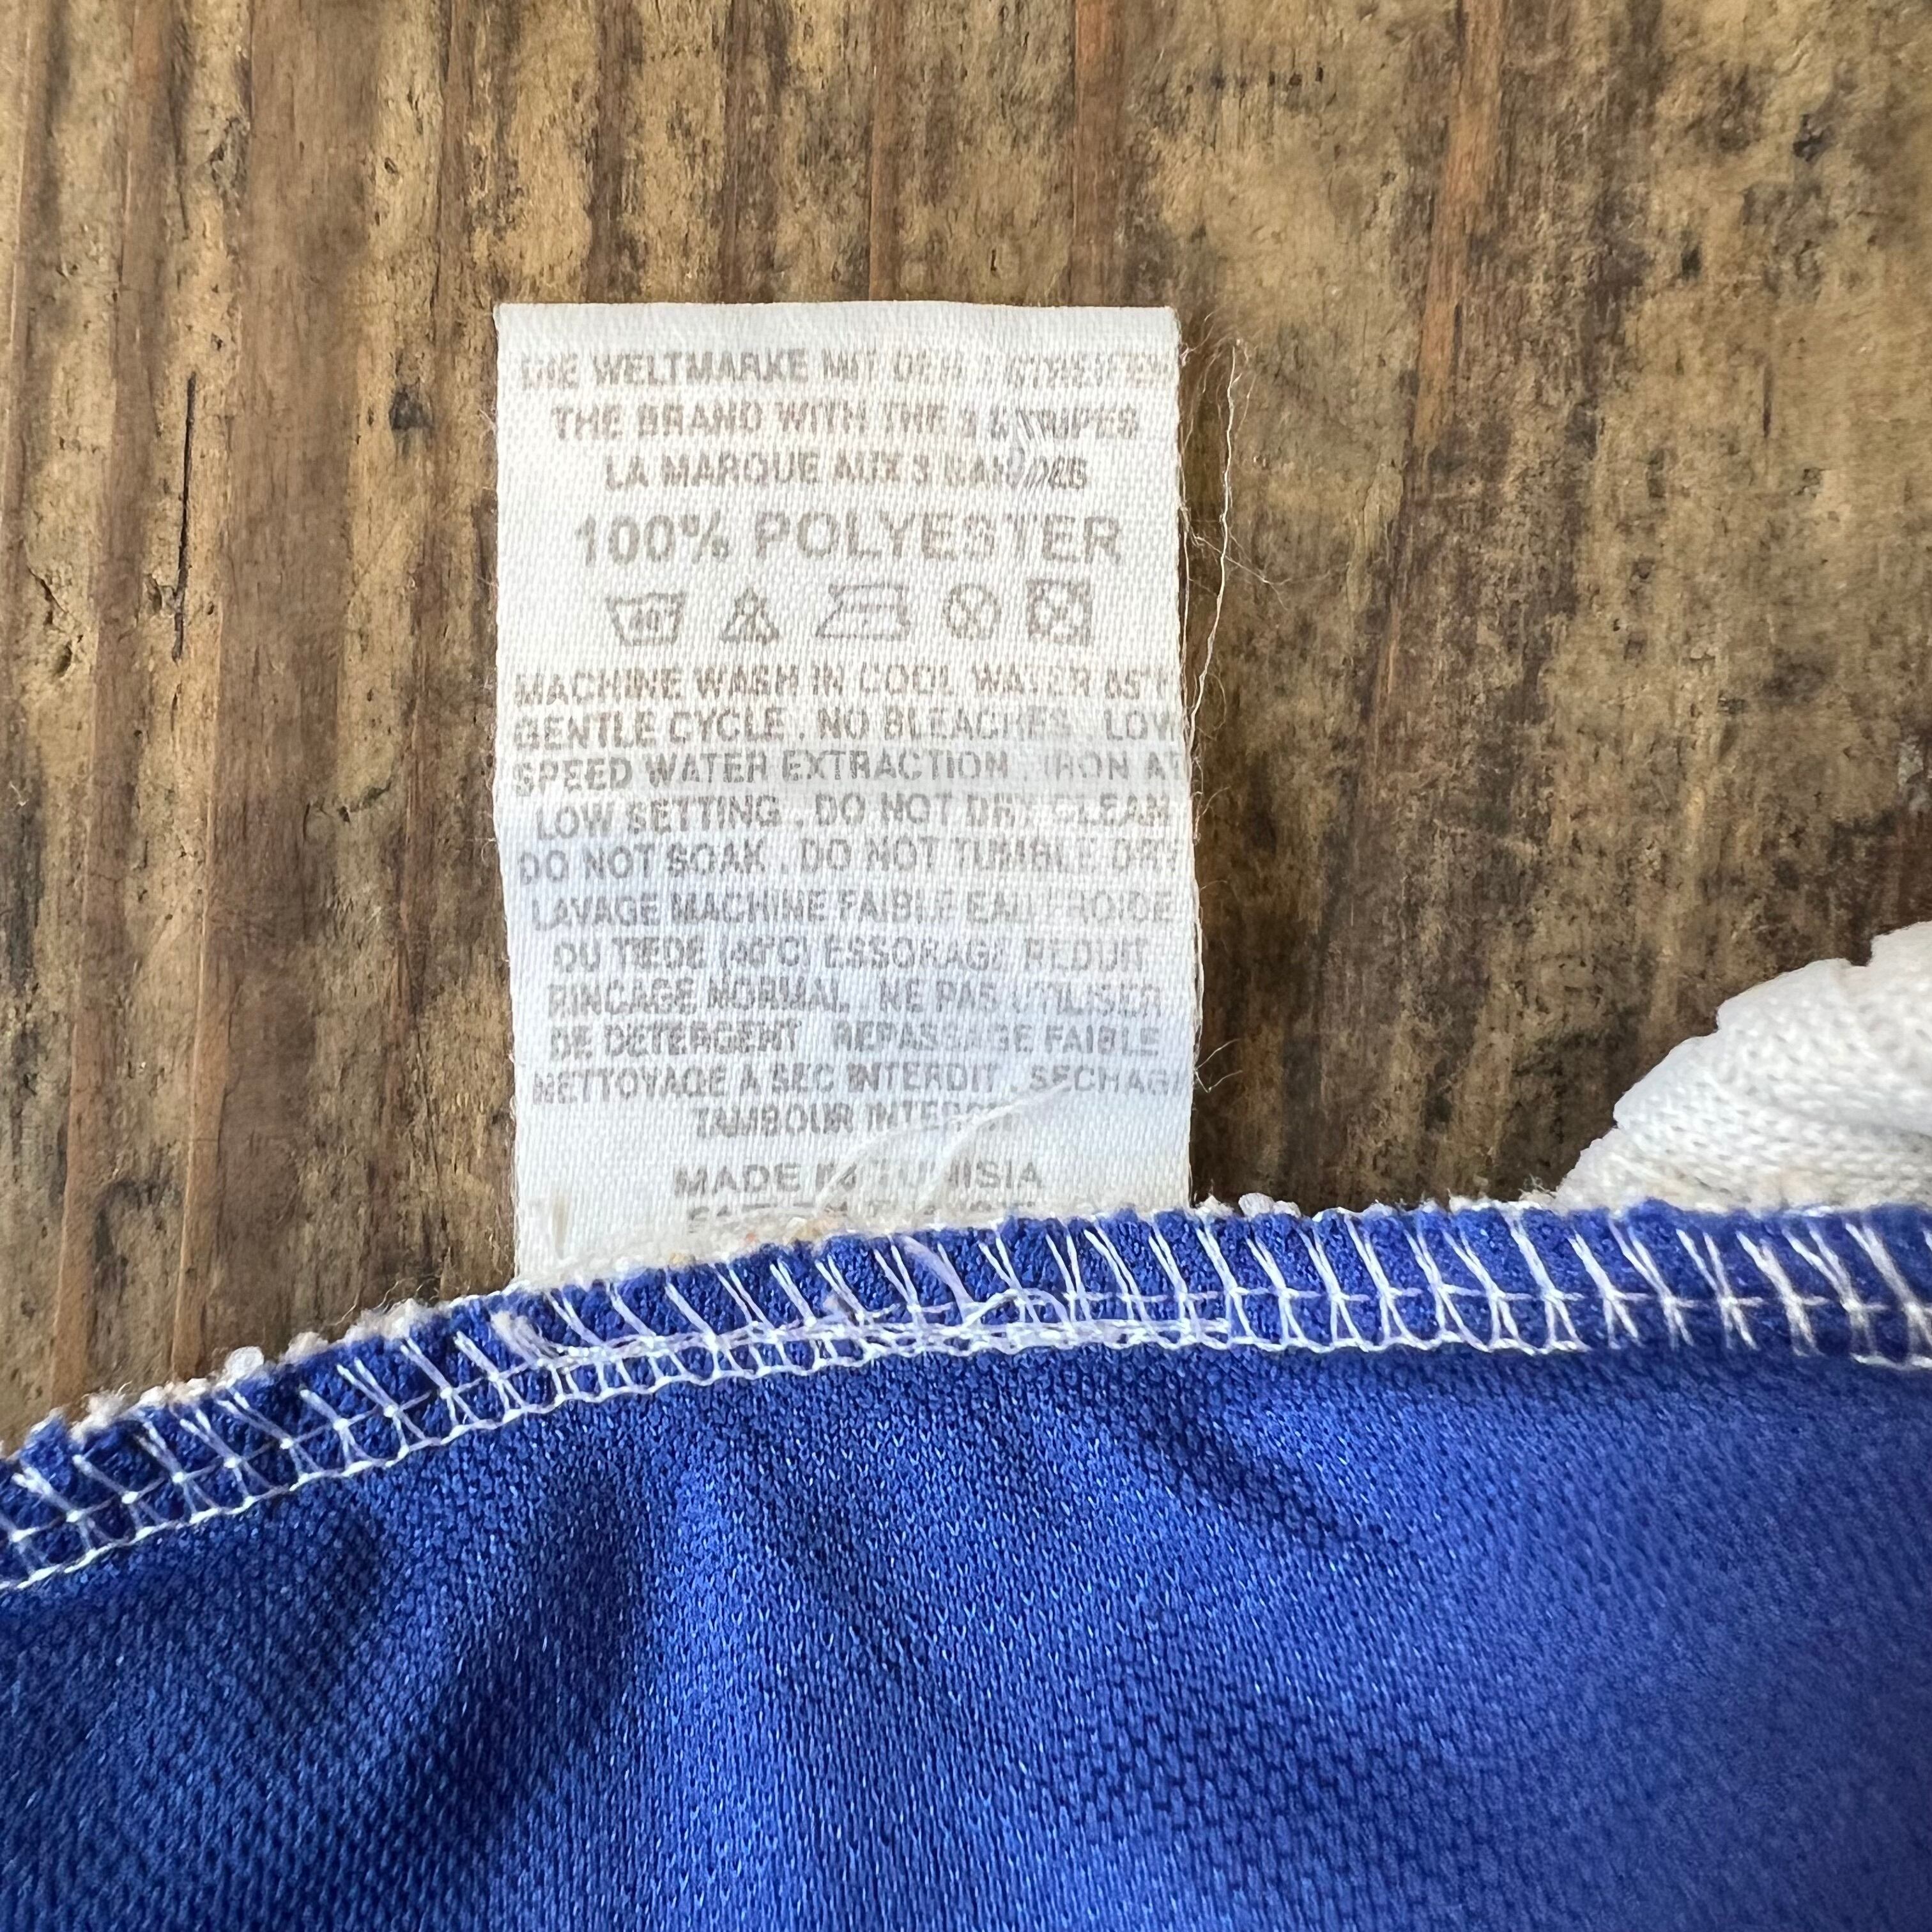 DIE WELTMARKE MIT DEN 3 STREIFEN
THE BRAND WITH THE 3 STRIPES
LA MARQUE AUX 3 BANDES
100% POLYESTER
40°
MACHINE WASH IN COOL WATER 85°F
GENTLE CYCLE . NO BLEACHES . LOW
SPEED WATER EXTRACTION . IRON AT
LOW SETTING . DO NOT DRY CLEAN
DO NOT SOAK . DO NOT TUMBLE DRY
LAVAGE MACHINE FAIBLE EAU FROIDE
OU TIEDE (40°C) ESSORAGE REDUIT
RINCAGE NORMAL NE PAS UTILISER
DE DETERGENT REPASSAGE FAIBLE
NETTOYAGE A SEC INTERDIT . SECHAGE
TAMBOUR INTERDIT
MADE IN TUNISIA